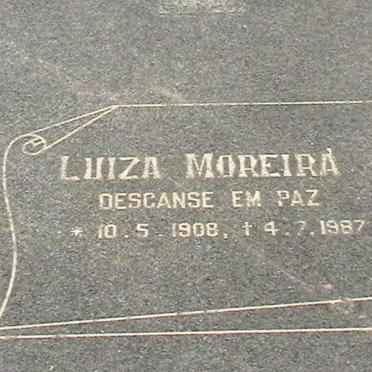 LUIZA MOREIRA
DESCANSE EM PAZ
* 10.5.1908, † 4.7.1987